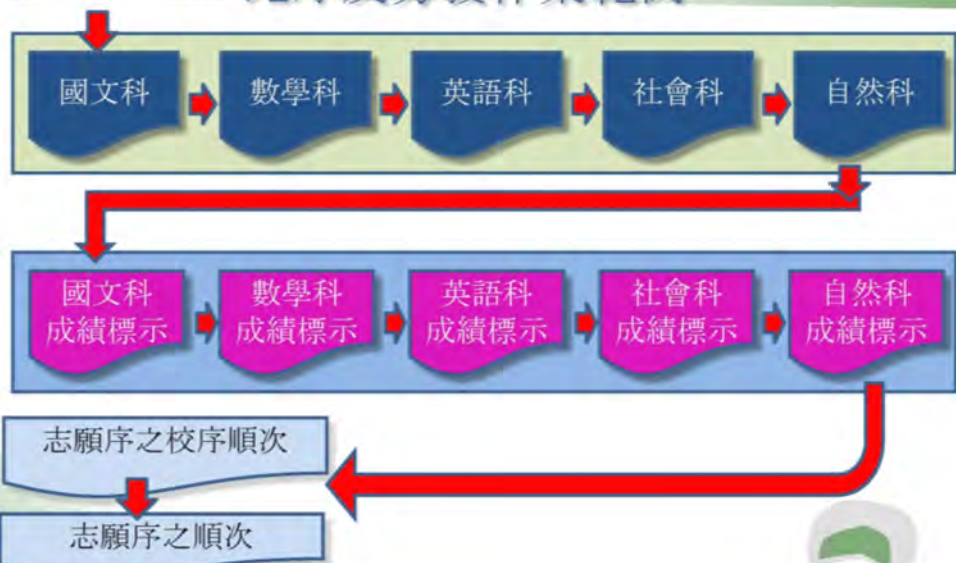 國文科
數學科
英語科
社會科
自然科
國文科
成績標示
數學科
成績標示
英語科
成績標示
社會科
成績標示
自然科
成績標示
志願序之校序順次
志願序之順次